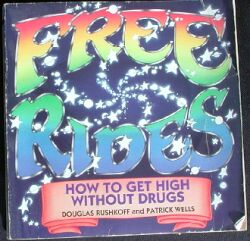 FREE
RIDES
HOW TO GET HIGH
WITHOUT DRUGS
DOUGLAS RUSHKOFF and PATRICK WELLS